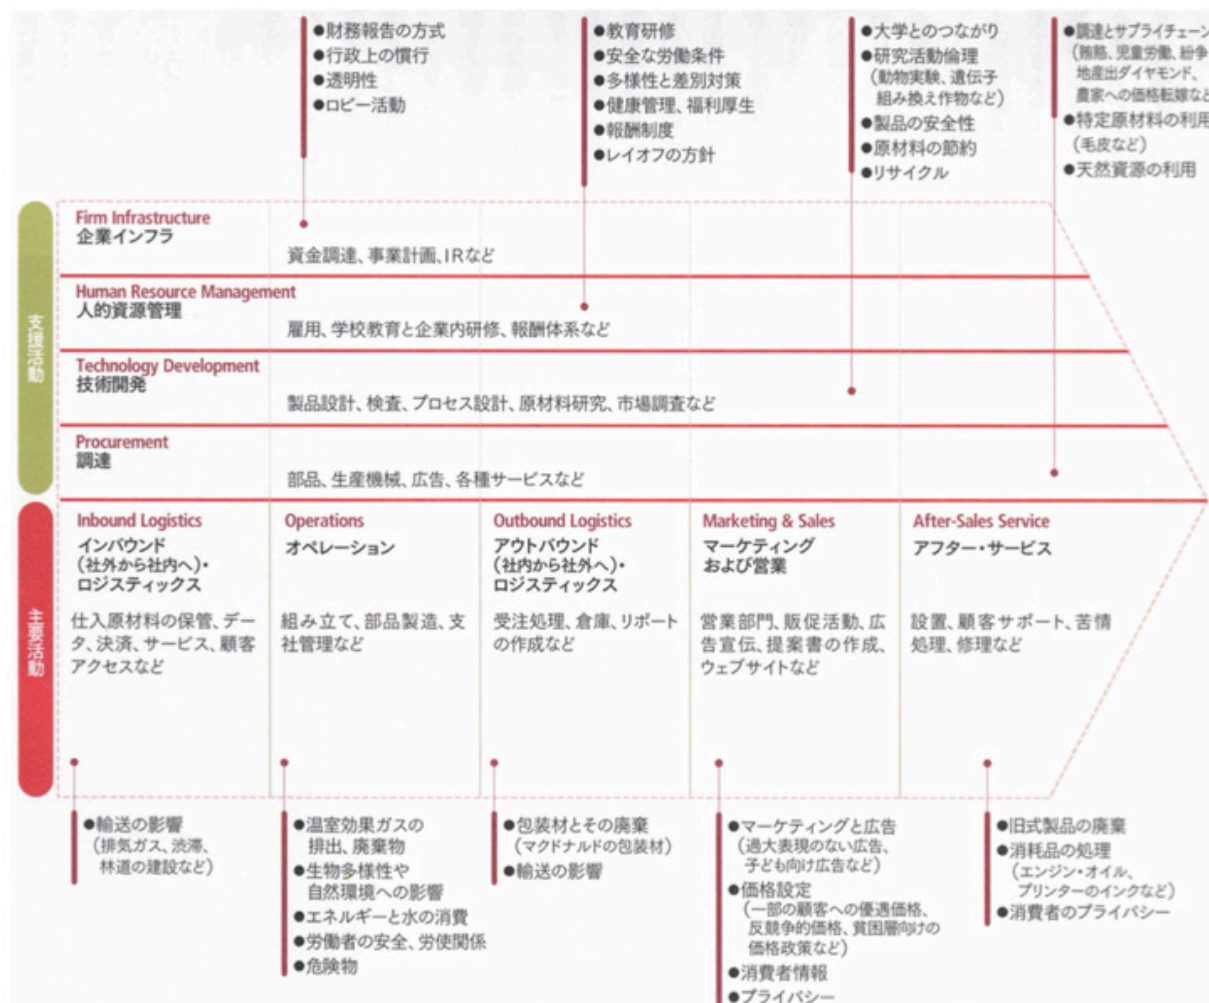 ●財務報告の方式
●行政上の慣行
●透明性
●ロビー活動
●教育研修
●安全な労働条件
●多様性と差別対策
●健康管理、福利厚生
●報酬制度
●レイオフの方針
●大学とのつながり
●研究活動倫理
(動物実験、遺伝子
組み換え作物など)
●製品の安全性
●原材料の節約
●リサイクル
●調達とサプライチェーン
(賄賂、児童労働、紛争
地産出ダイヤモンド、
農家への価格転嫁など
●特定原材料の利用
(毛皮など)
●天然資源の利用
支援活動
Firm Infrastructure
企業インフラ
資金調達、事業計画、IRなど
Human Resource Management
人的資源管理
雇用、学校教育と企業内研修、報酬体系など
Technology Development
技術開発
製品設計、検査、プロセス設計、原材料研究、市場調査など
Procurement
調達
部品、生産機械、広告、各種サービスなど
主要活動
Inbound Logistics
インバウンド
(社外から社内へ)・
ロジスティックス
仕入原材料の保管、デー
タ、決済、サービス、顧客
アクセスなど
Operations
オペレーション
組み立て、部品製造、支
社管理など
Outbound Logistics
アウトバウンド
(社内から社外へ)・
ロジスティックス
受注処理、倉庫、リポート
の作成など
Marketing & Sales
マーケティング
および営業
営業部門、販促活動、広
告宣伝、提案書の作成、
ウェブサイトなど
After-Sales Service
アフター・サービス
設置、顧客サポート、苦情
処理、修理など
●輸送の影響
(排気ガス、渋滞、
林道の建設など)
●温室効果ガスの
排出、廃棄物
●生物多様性や
自然環境への影響
●エネルギーと水の消費
●労働者の安全、労使関係
●危険物
●包装材とその廃棄
(マクドナルドの包装材)
●輸送の影響
●マーケティングと広告
(過大表現のない広告、
子ども向け広告など)
●価格設定
(一部の顧客への優遇価格、
反競争的価格、貧困層向けの
価格政策など)
●消費者情報
●プライバシー
●旧式製品の廃棄
●消耗品の処理
(エンジン・オイル、
プリンターのインクなど)
●消費者のプライバシー